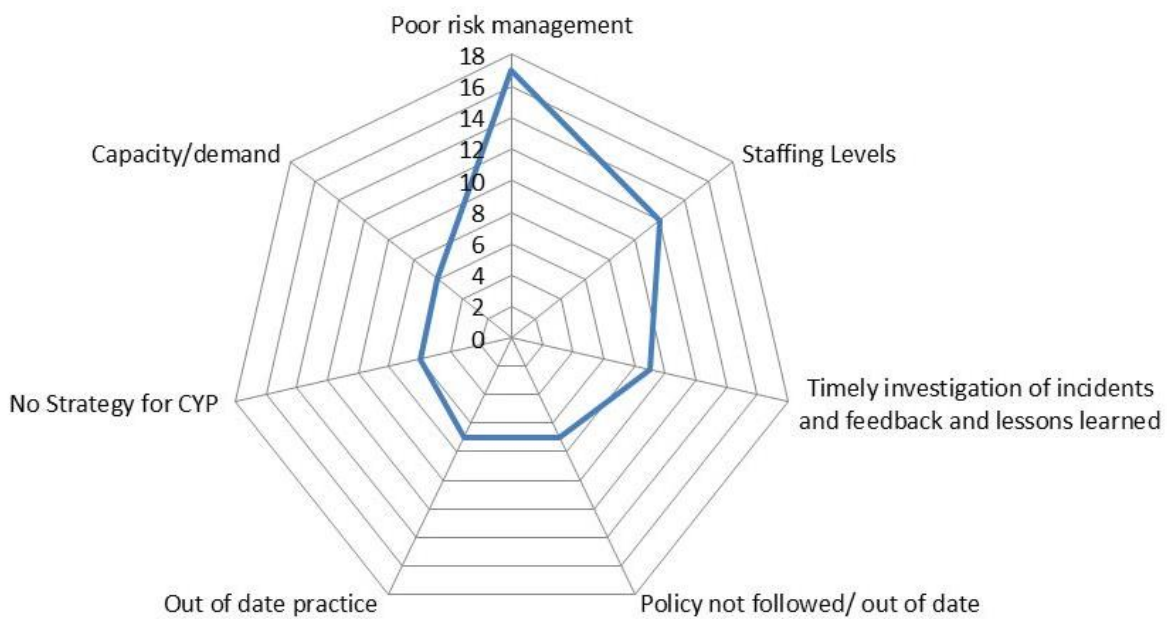 Poor risk management
18
16
14
12
10
8
6
4
2
0
Capacity/demand
Staffing Levels
No Strategy for CYP
Timely investigation of incidents
and feedback and lessons learned
Out of date practice
Policy not followed/ out of date